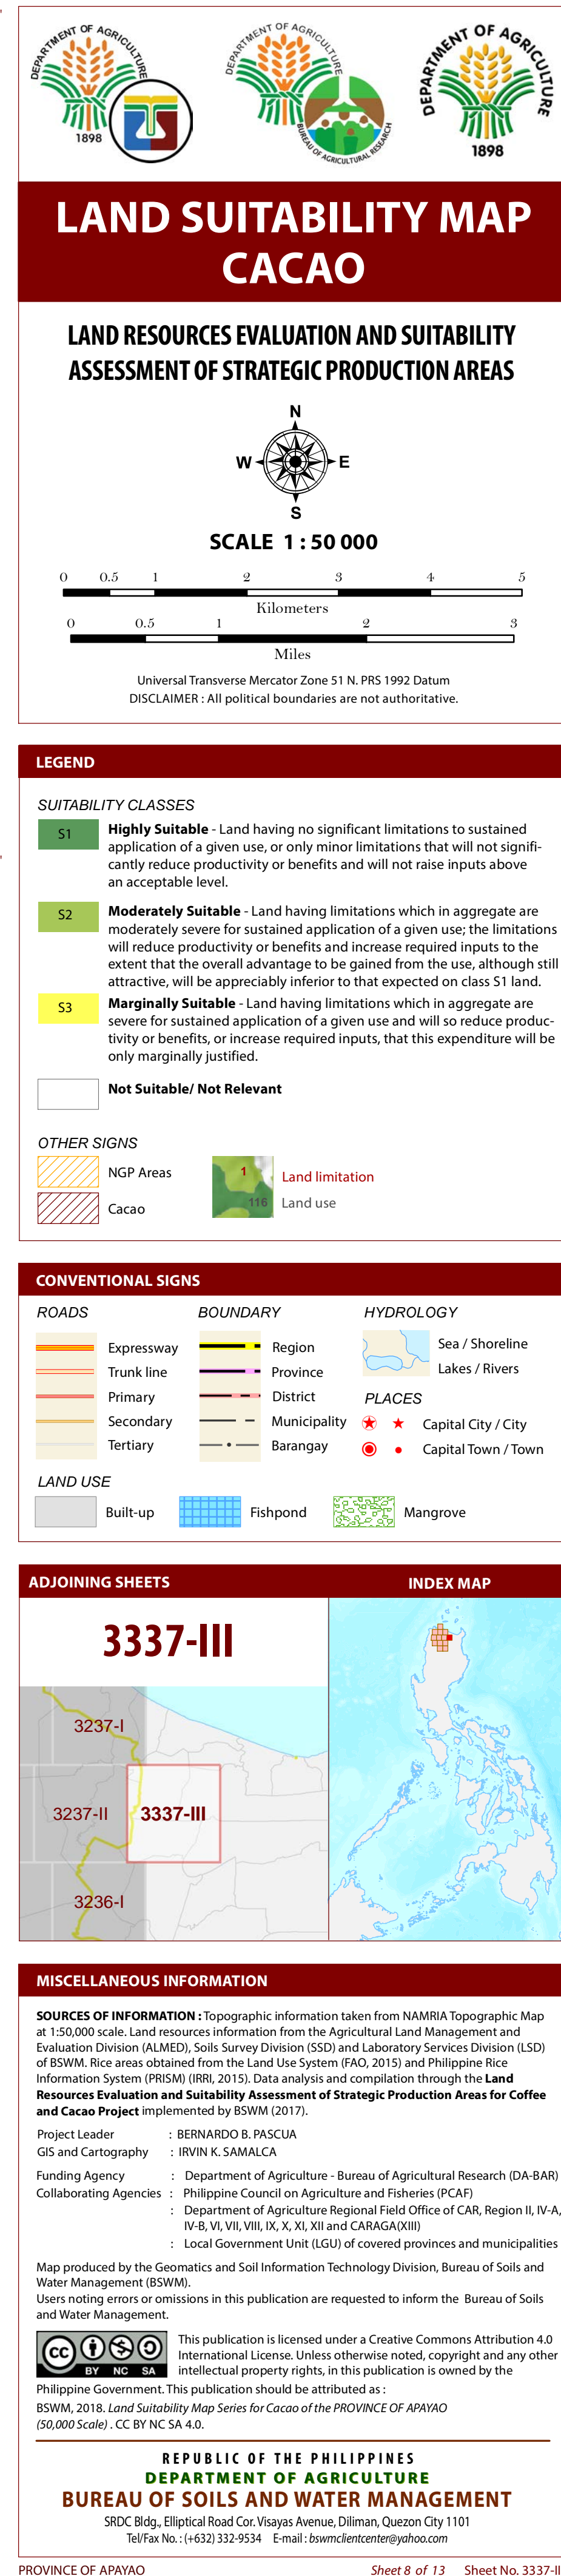 DEPARTMENT OF AGRICULTURE
1898
DEPARTMENT OF AGRICULTURE
BUREAU OF AGRICULTURAL RESEARCH
DEPARTMENT OF AGRICULTURE
1898
LAND SUITABILITY MAP
CACAO
LAND RESOURCES EVALUATION AND SUITABILITY
ASSESSMENT OF STRATEGIC PRODUCTION AREAS
N
W E
S
SCALE 1 : 50 000
0 0.5 1 2 3 4 5
Kilometers
0 0.5 1 2 3
Miles
Universal Transverse Mercator Zone 51 N. PRS 1992 Datum
DISCLAIMER : All political boundaries are not authoritative.
LEGEND
SUITABILITY CLASSES
S1
Highly Suitable - Land having no significant limitations to sustained
application of a given use, or only minor limitations that will not signifi-
cantly reduce productivity or benefits and will not raise inputs above
an acceptable level.
S2
Moderately Suitable - Land having limitations which in aggregate are
moderately severe for sustained application of a given use; the limitations
will reduce productivity or benefits and increase required inputs to the
extent that the overall advantage to be gained from the use, although still
attractive, will be appreciably inferior to that expected on class S1 land.
S3
Marginally Suitable - Land having limitations which in aggregate are
severe for sustained application of a given use and will so reduce produc-
tivity or benefits, or increase required inputs, that this expenditure will be
only marginally justified.
Not Suitable/ Not Relevant
OTHER SIGNS
NGP Areas
Cacao
1
116
Land limitation
Land use
CONVENTIONAL SIGNS
ROADS
Expressway
Trunk line
Primary
Secondary
Tertiary
BOUNDARY
Region
Province
District
Municipality
Barangay
HYDROLOGY
Sea / Shoreline
Lakes / Rivers
PLACES
Capital City / City
Capital Town / Town
LAND USE
Built-up
Fishpond
Mangrove
ADJOINING SHEETS
INDEX MAP
3337-III
3237-I
3237-II
3337-III
3236-I
MISCELLANEOUS INFORMATION
SOURCES OF INFORMATION : Topographic information taken from NAMRIA Topographic Map
at 1:50,000 scale. Land resources information from the Agricultural Land Management and
Evaluation Division (ALMED), Soils Survey Division (SSD) and Laboratory Services Division (LSD)
of BSWM. Rice areas obtained from the Land Use System (FAO, 2015) and Philippine Rice
Information System (PRISM) (IRRI, 2015). Data analysis and compilation through the Land
Resources Evaluation and Suitability Assessment of Strategic Production Areas for Coffee
and Cacao Project implemented by BSWM (2017).
Project Leader : BERNARDO B. PASCUA
GIS and Cartography : IRVIN K. SAMALCA
Funding Agency : Department of Agriculture - Bureau of Agricultural Research (DA-BAR)
Collaborating Agencies : Philippine Council on Agriculture and Fisheries (PCAF)
: Department of Agriculture Regional Field Office of CAR, Region II, IV-A,
IV-B, VI, VII, VIII, IX, X, XI, XII and CARAGA(XIII)
: Local Government Unit (LGU) of covered provinces and municipalities
Map produced by the Geomatics and Soil Information Technology Division, Bureau of Soils and
Water Management (BSWM).
Users noting errors or omissions in this publication are requested to inform the Bureau of Soils
and Water Management.
cc BY NC SA
This publication is licensed under a Creative Commons Attribution 4.0
International License. Unless otherwise noted, copyright and any other
intellectual property rights, in this publication is owned by the
Philippine Government. This publication should be attributed as :
BSWM, 2018. Land Suitability Map Series for Cacao of the PROVINCE OF APAYAO
(50,000 Scale) . CC BY NC SA 4.0.
REPUBLIC OF THE PHILIPPINES
DEPARTMENT OF AGRICULTURE
BUREAU OF SOILS AND WATER MANAGEMENT
SRDC Bldg., Elliptical Road Cor. Visayas Avenue, Diliman, Quezon City 1101
Tel/Fax No. : (+632) 332-9534 E-mail : bswmclientcenter@yahoo.com
PROVINCE OF APAYAO Sheet 8 of 13 Sheet No. 3337-II